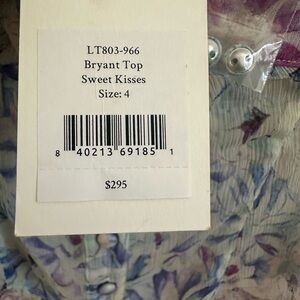 LT803-966
Bryant Top
Sweet Kisses
Size: 4
8 40213 69185 1
$295